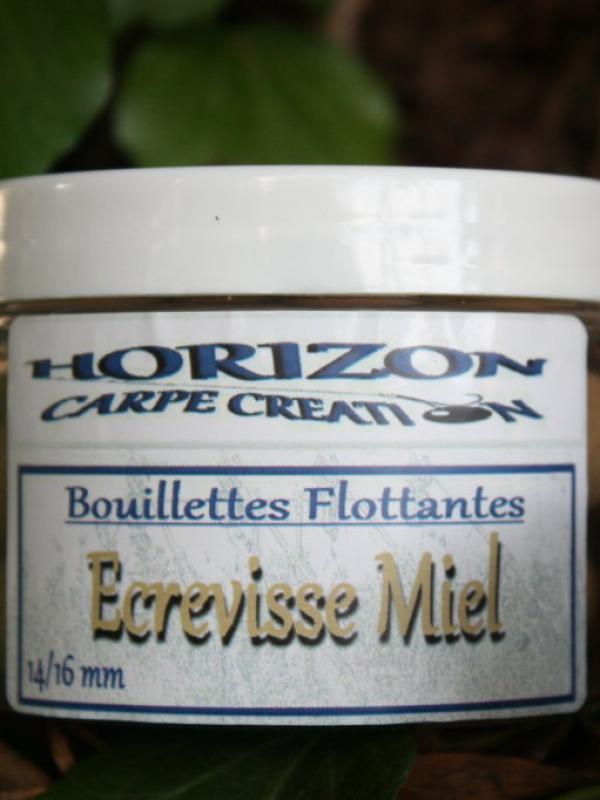 HORIZON
CARPE CREATION
Bouillettes Flottantes
Ecrevisse Miel
14/16 mm